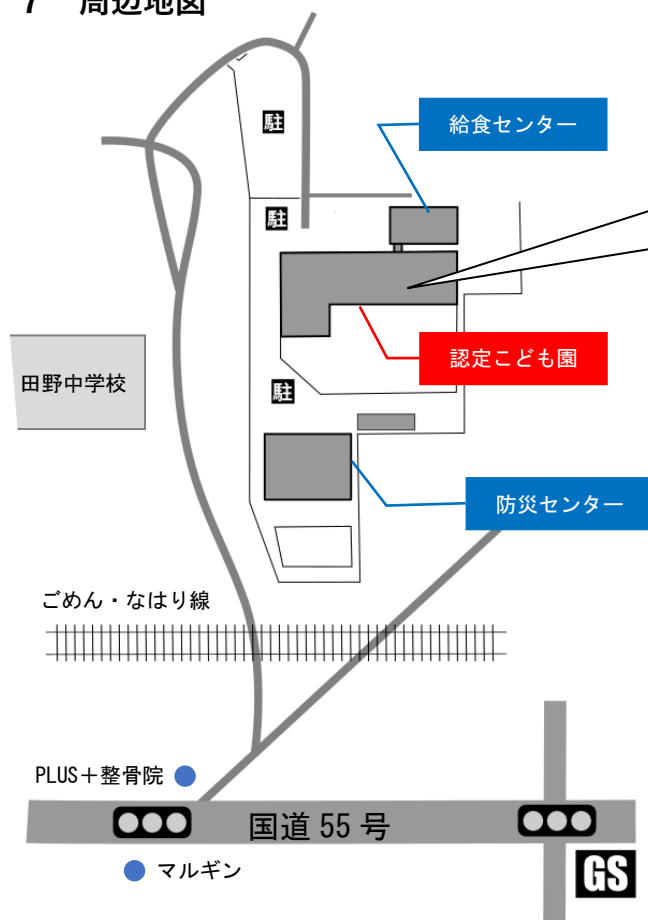 7 周辺地図
駐
給食センター
駐
認定こども園
田野中学校
駐
防災センター
ごめん・なはり線
PLUS+整骨院
国道 55 号
マルギン
GS